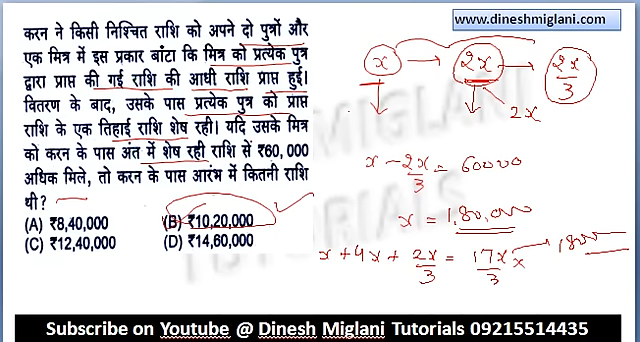 www.dineshmiglani.com
करन ने किसी निश्चित राशि को अपने दो पुत्रों और
एक मित्र में इस प्रकार बाँटा कि मित्र को प्रत्येक पुत्र
द्वारा प्राप्त की गई राशि की आधी राशि प्राप्त हुई।
वितरण के बाद, उसके पास प्रत्येक पुत्र को प्राप्त
राशि के एक तिहाई राशि शेष रही। यदि उसके मित्र
को करन के पास अंत में शेष रही राशि से ₹60,000
अधिक मिले, तो करन के पास आरंभ में कितनी राशि
थी?
(A) ₹8,40,000 (B) ₹10,20,000
(C) ₹12,40,000 (D) ₹14,60,000
x → 2x → 2x/3
2x
x - 2x/3 = 60000
x = 1,80,000
x + 4x + 2x/3 = 17x/3 x
MIGLANI
TUTORIALS
Subscribe on Youtube @ Dinesh Miglani Tutorials 09215514435